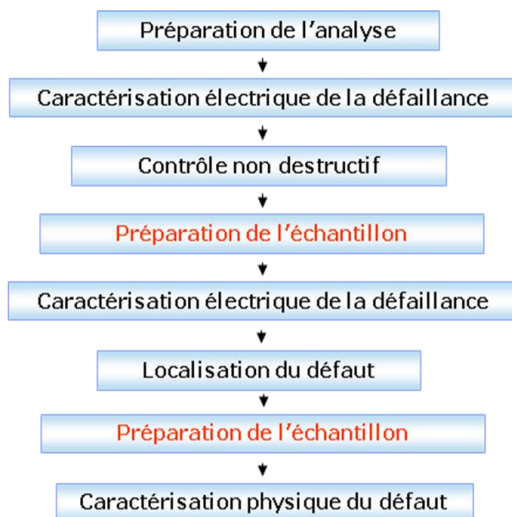 Préparation de l'analyse
Caractérisation électrique de la défaillance
Contrôle non destructif
Préparation de l'échantillon
Caractérisation électrique de la défaillance
Localisation du défaut
Préparation de l'échantillon
Caractérisation physique du défaut